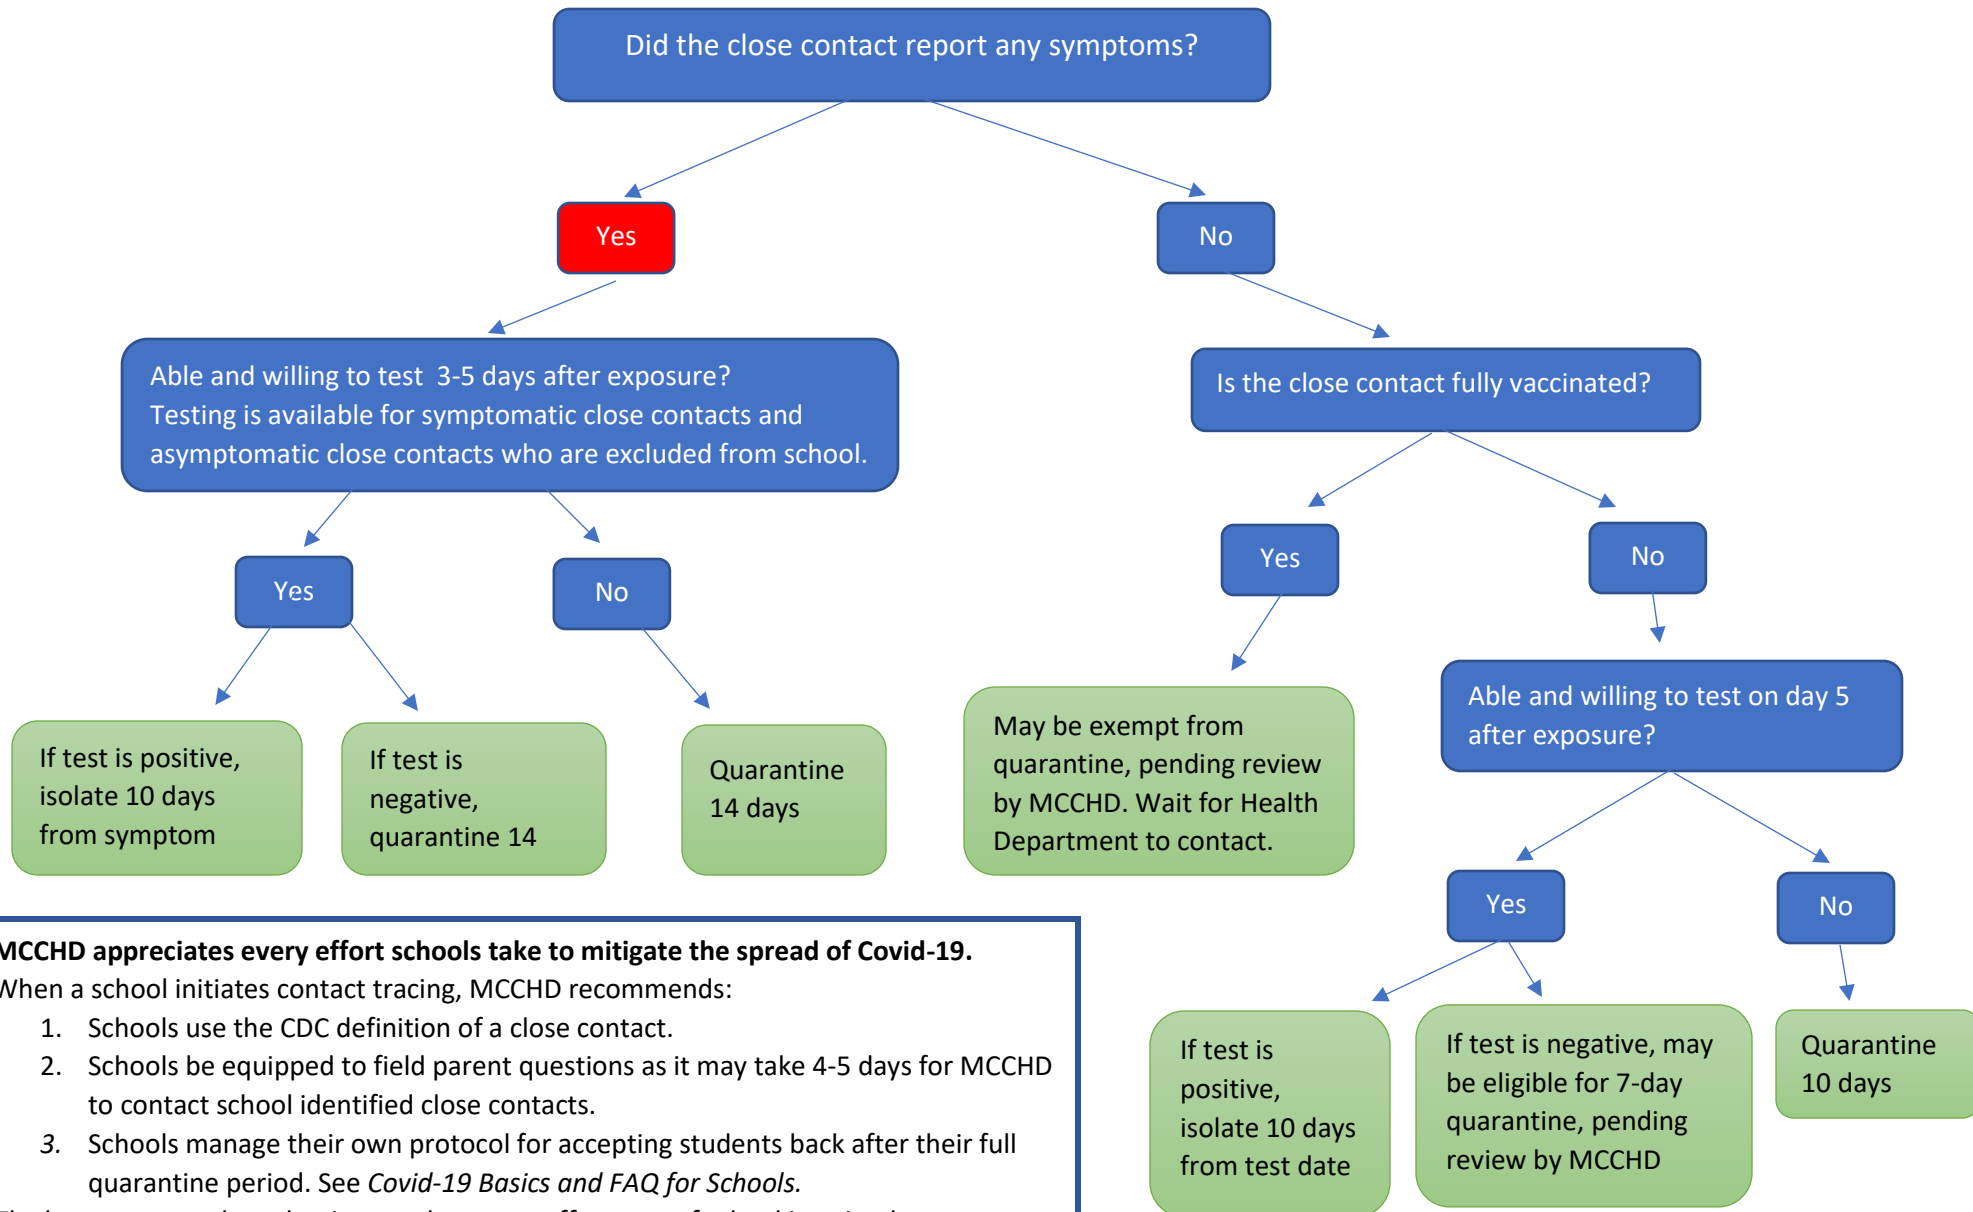 Did the close contact report any symptoms?
Yes
No
Able and willing to test 3-5 days after exposure?
Testing is available for symptomatic close contacts and
asymptomatic close contacts who are excluded from school.
Is the close contact fully vaccinated?
Yes
No
Yes
No
If test is positive,
isolate 10 days
from symptom
If test is
negative,
quarantine 14
Quarantine
14 days
May be exempt from
quarantine, pending review
by MCCHD. Wait for Health
Department to contact.
Able and willing to test on day 5
after exposure?
Yes
No
If test is
positive,
isolate 10 days
from test date
If test is negative, may
be eligible for 7-day
quarantine, pending
review by MCCHD
Quarantine
10 days
MCCHD appreciates every effort schools take to mitigate the spread of Covid-19.
When a school initiates contact tracing, MCCHD recommends:
1. Schools use the CDC definition of a close contact.
2. Schools be equipped to field parent questions as it may take 4-5 days for MCCHD
to contact school identified close contacts.
3. Schools manage their own protocol for accepting students back after their full
quarantine period. See Covid-19 Basics and FAQ for Schools.